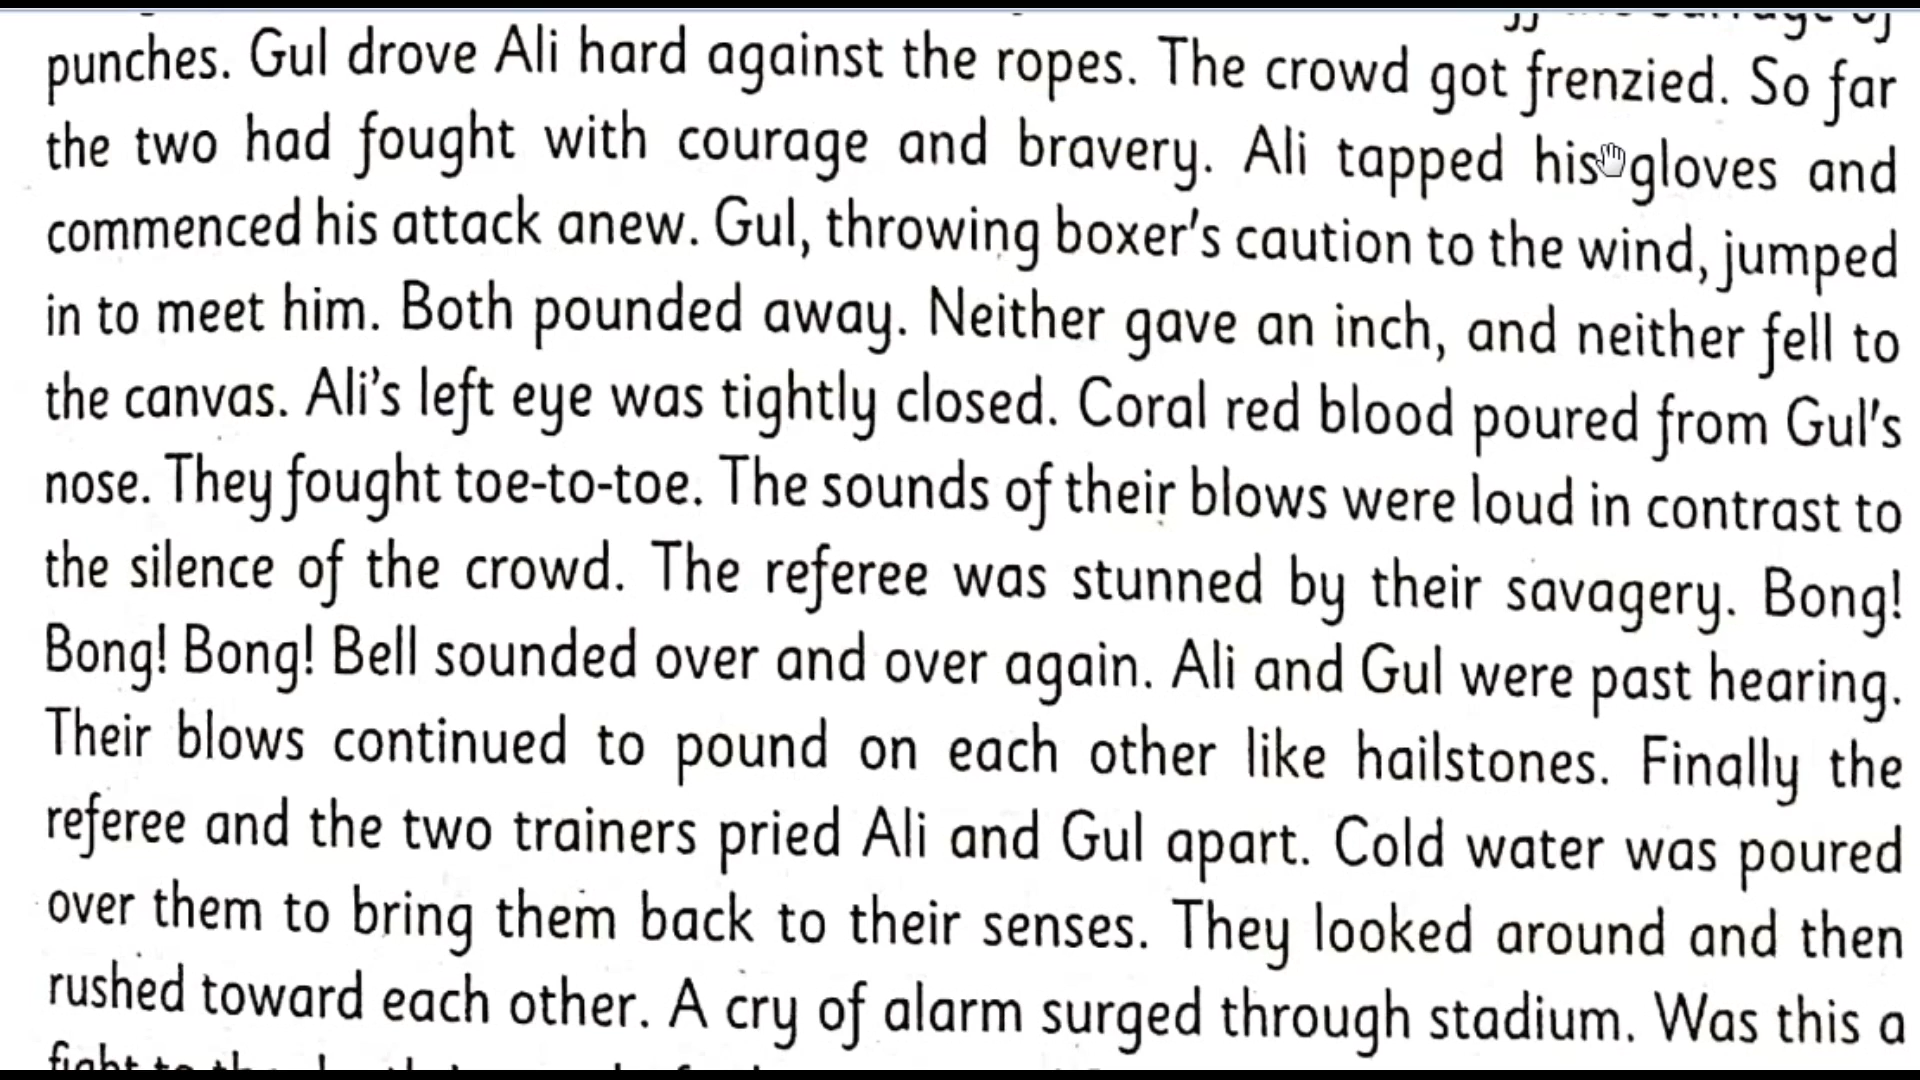 punches. Gul drove Ali hard against the ropes. The crowd got frenzied. So far
the two had fought with courage and bravery. Ali tapped his gloves and
commenced his attack anew. Gul, throwing boxer's caution to the wind, jumped
in to meet him. Both pounded away. Neither gave an inch, and neither fell to
the canvas. Ali's left eye was tightly closed. Coral red blood poured from Gul's
nose. They fought toe-to-toe. The sounds of their blows were loud in contrast to
the silence of the crowd. The referee was stunned by their savagery. Bong!
Bong! Bong! Bell sounded over and over again. Ali and Gul were past hearing.
Their blows continued to pound on each other like hailstones. Finally the
referee and the two trainers pried Ali and Gul apart. Cold water was poured
over them to bring them back to their senses. They looked around and then
rushed toward each other. A cry of alarm surged through stadium. Was this a